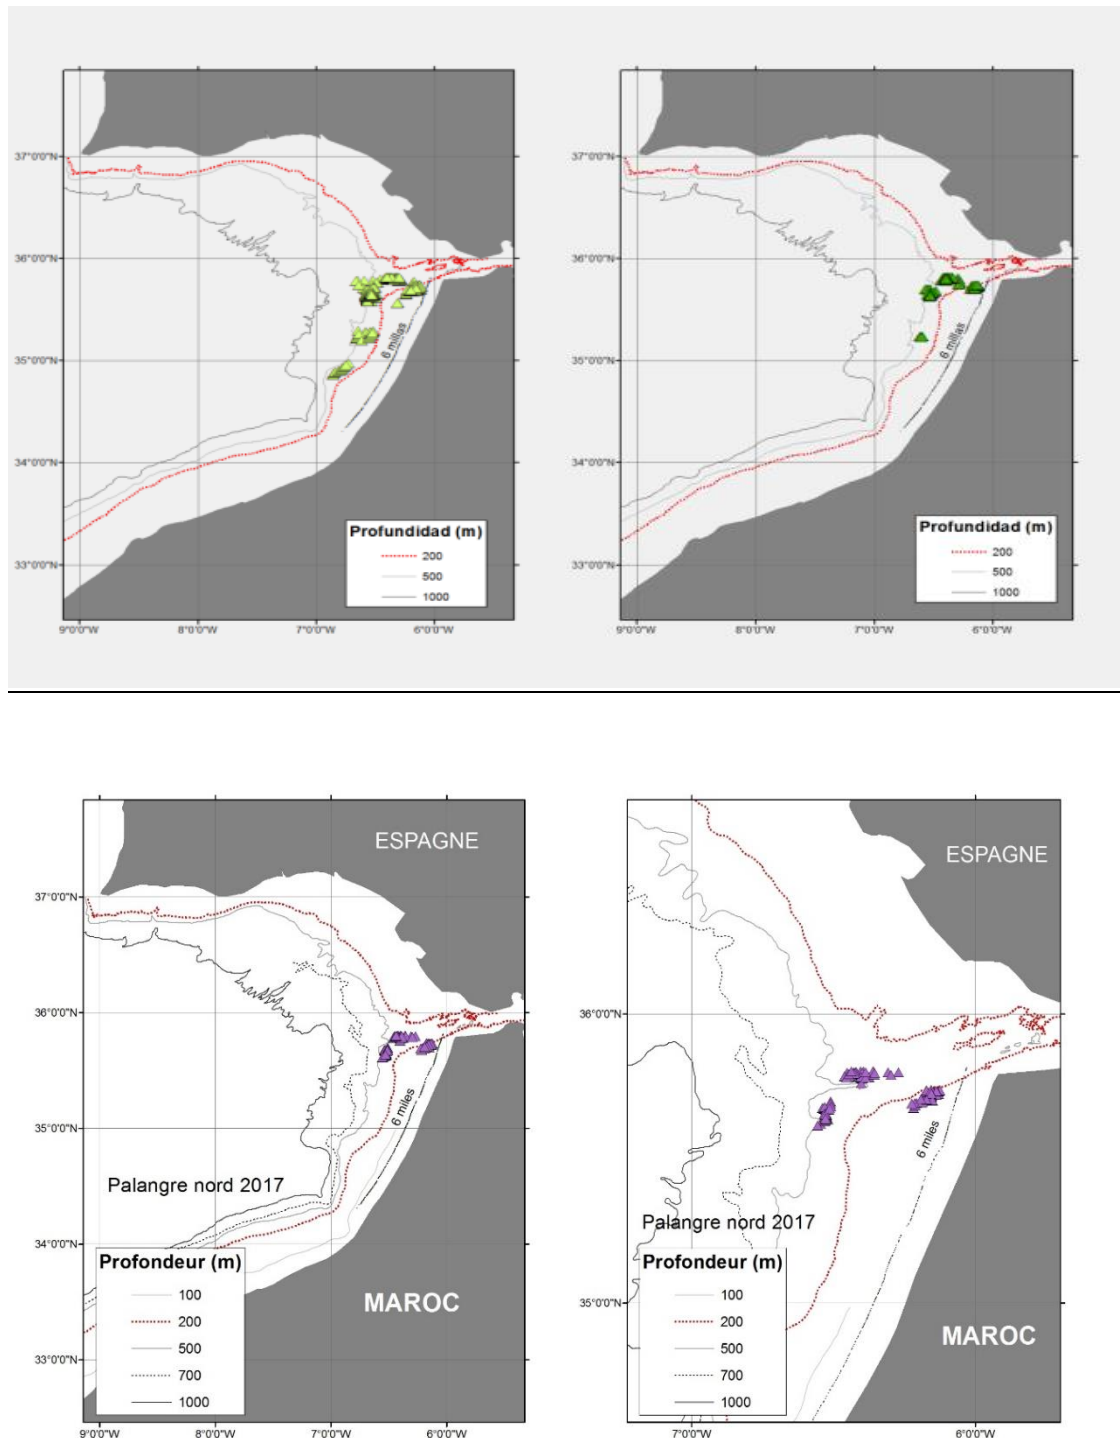 37°0'0"N
36°0'0"N
35°0'0"N
34°0'0"N
33°0'0"N
6 millas
Profundidad (m)
200
500
1000
9°0'0"W
8°0'0"W
7°0'0"W
6°0'0"W
37°0'0"N
36°0'0"N
35°0'0"N
34°0'0"N
33°0'0"N
6 millas
Profundidad (m)
200
500
1000
9°0'0"W
8°0'0"W
7°0'0"W
6°0'0"W
ESPAGNE
37°0'0"N
36°0'0"N
35°0'0"N
34°0'0"N
33°0'0"N
6 miles
Palangre nord 2017
Profondeur (m)
100
200
500
700
1000
MAROC
9°0'0"W
8°0'0"W
7°0'0"W
6°0'0"W
ESPAGNE
36°0'0"N
35°0'0"N
6 miles
Palangre nord 2017
Profondeur (m)
100
200
500
700
1000
MAROC
7°0'0"W
6°0'0"W